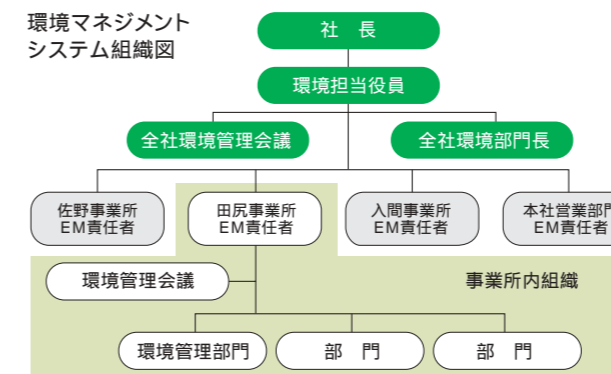 環境マネジメント
システム組織図
社 長
環境担当役員
全社環境管理会議
全社環境部門長
佐野事業所
EM責任者
田尻事業所
EM責任者
入間事業所
EM責任者
本社営業部門
EM責任者
環境管理会議
事業所内組織
環境管理部門
部 門
部 門